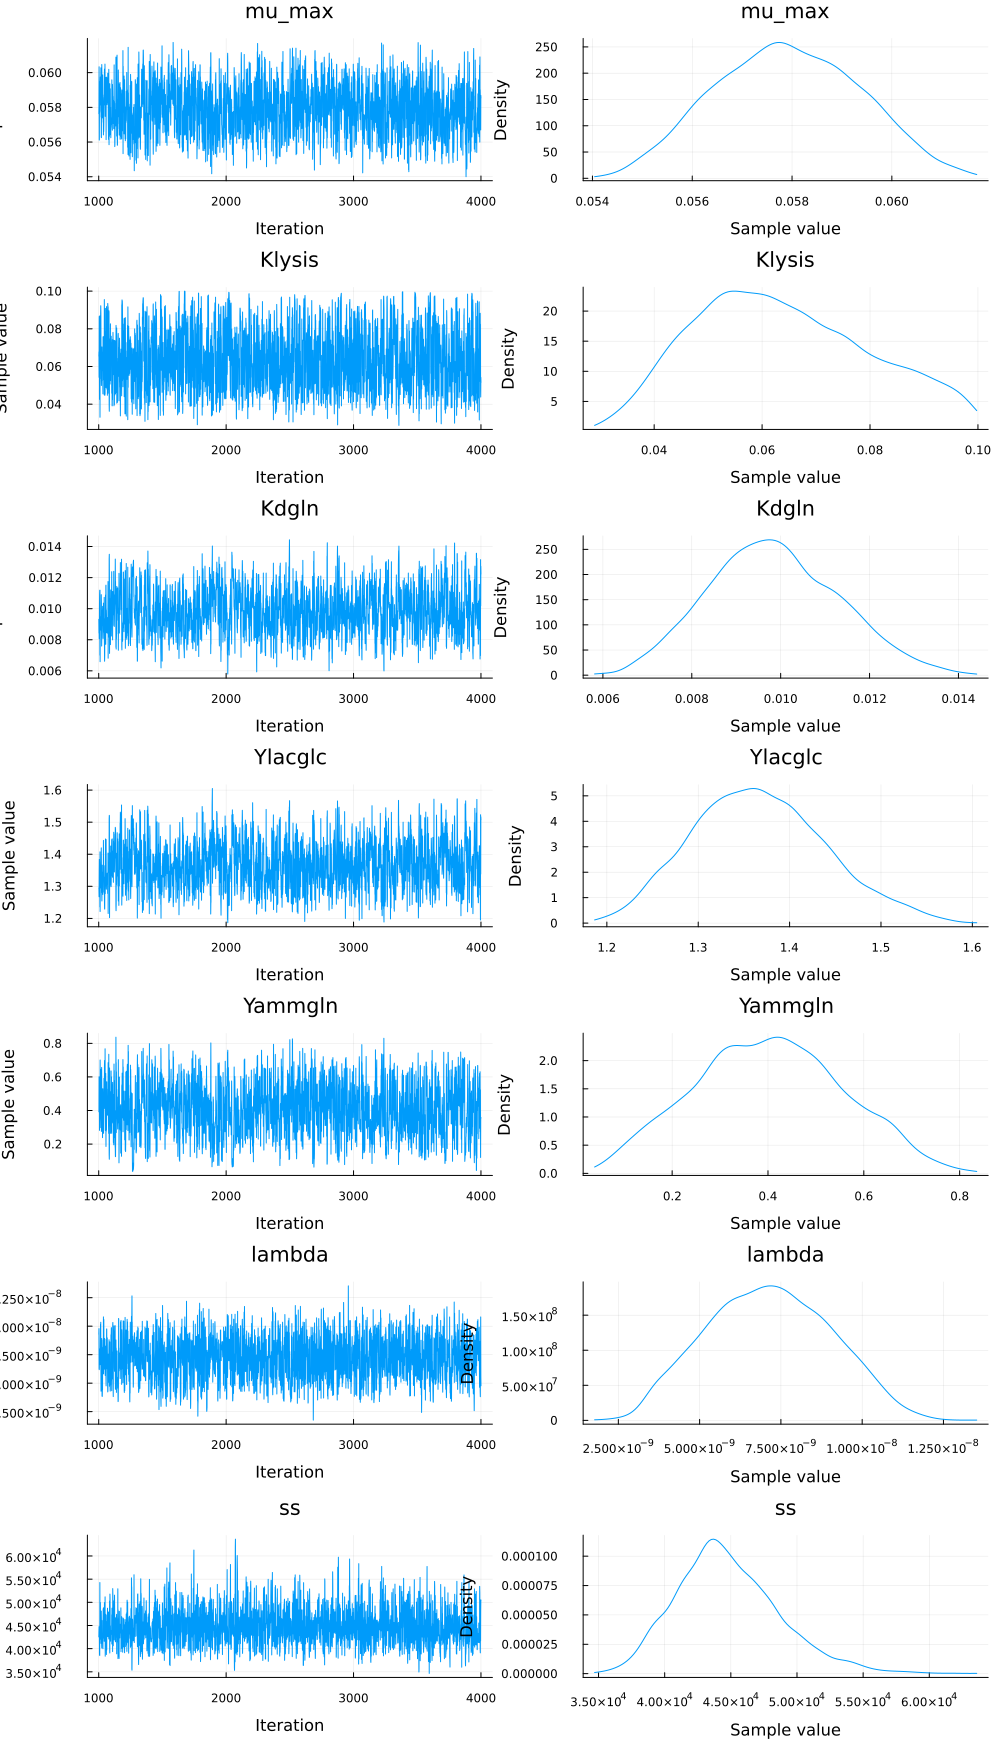 mu_max mu_max
0.060
0.058
0.056
0.054
1000 2000 3000 4000
Iteration
Density
250
200
150
100
50
0
0.054 0.056 0.058 0.060
Sample value
Klysis Klysis
Sample value
0.10
0.08
0.06
0.04
1000 2000 3000 4000
Iteration
Density
20
15
10
5
0.04 0.06 0.08 0.10
Sample value
Kdgln Kdgln
0.014
0.012
0.010
0.008
0.006
1000 2000 3000 4000
Iteration
Density
250
200
150
100
50
0
0.006 0.008 0.010 0.012 0.014
Sample value
Ylacglc Ylacglc
Sample value
1.6
1.5
1.4
1.3
1.2
1000 2000 3000 4000
Iteration
Density
5
4
3
2
1
0
1.2 1.3 1.4 1.5 1.6
Sample value
Yammgln Yammgln
Sample value
0.8
0.6
0.4
0.2
1000 2000 3000 4000
Iteration
Density
2.0
1.5
1.0
0.5
0.0
0.2 0.4 0.6 0.8
Sample value
lambda lambda
.250×10⁻⁸
.000×10⁻⁸
.500×10⁻⁹
.000×10⁻⁹
.500×10⁻⁹
1000 2000 3000 4000
Iteration
Density
1.50×10⁸
1.00×10⁸
5.00×10⁷
0
2.500×10⁻⁹ 5.000×10⁻⁹ 7.500×10⁻⁹ 1.000×10⁻⁸ 1.250×10⁻⁸
Sample value
ss ss
6.00×10⁴
5.50×10⁴
5.00×10⁴
4.50×10⁴
4.00×10⁴
3.50×10⁴
1000 2000 3000 4000
Iteration
Density
0.000100
0.000075
0.000050
0.000025
0.000000
3.50×10⁴ 4.00×10⁴ 4.50×10⁴ 5.00×10⁴ 5.50×10⁴ 6.00×10⁴
Sample value